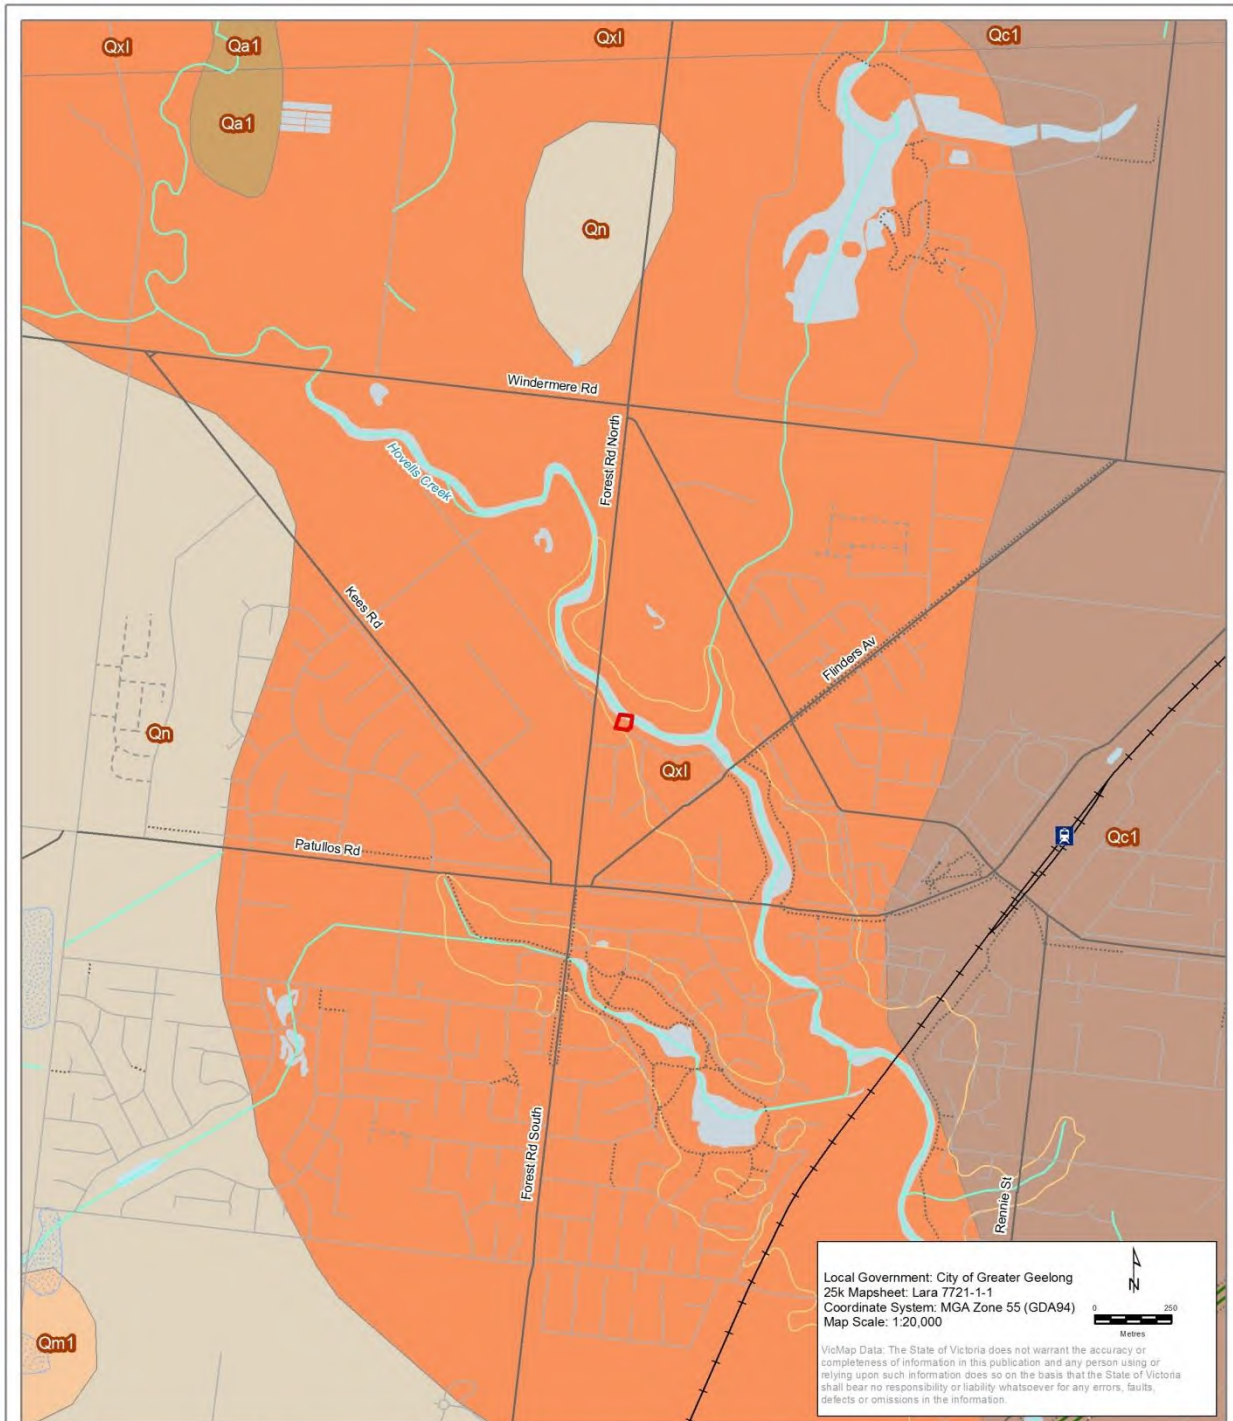 Qxl
Qa1
Qxl
Qc1
Qa1
Qn
Windermere Rd
Forest Rd North
Hovells Creek
Kees Rd
Flinders Av
Qn
Qxl
Patullos Rd
Qc1
Forest Rd South
Rennie St
Qm1
Local Government: City of Greater Geelong
25k Mapsheet: Lara 7721-1-1
Coordinate System: MGA Zone 55 (GDA94)
Map Scale: 1:20,000
N
0 250
Metres
VicMap Data: The State of Victoria does not warrant the accuracy or
completeness of information in this publication and any person using or
relying upon such information does so on the basis that the State of Victoria
shall bear no responsibility or liability whatsoever for any errors, faults,
defects or omissions in the information.